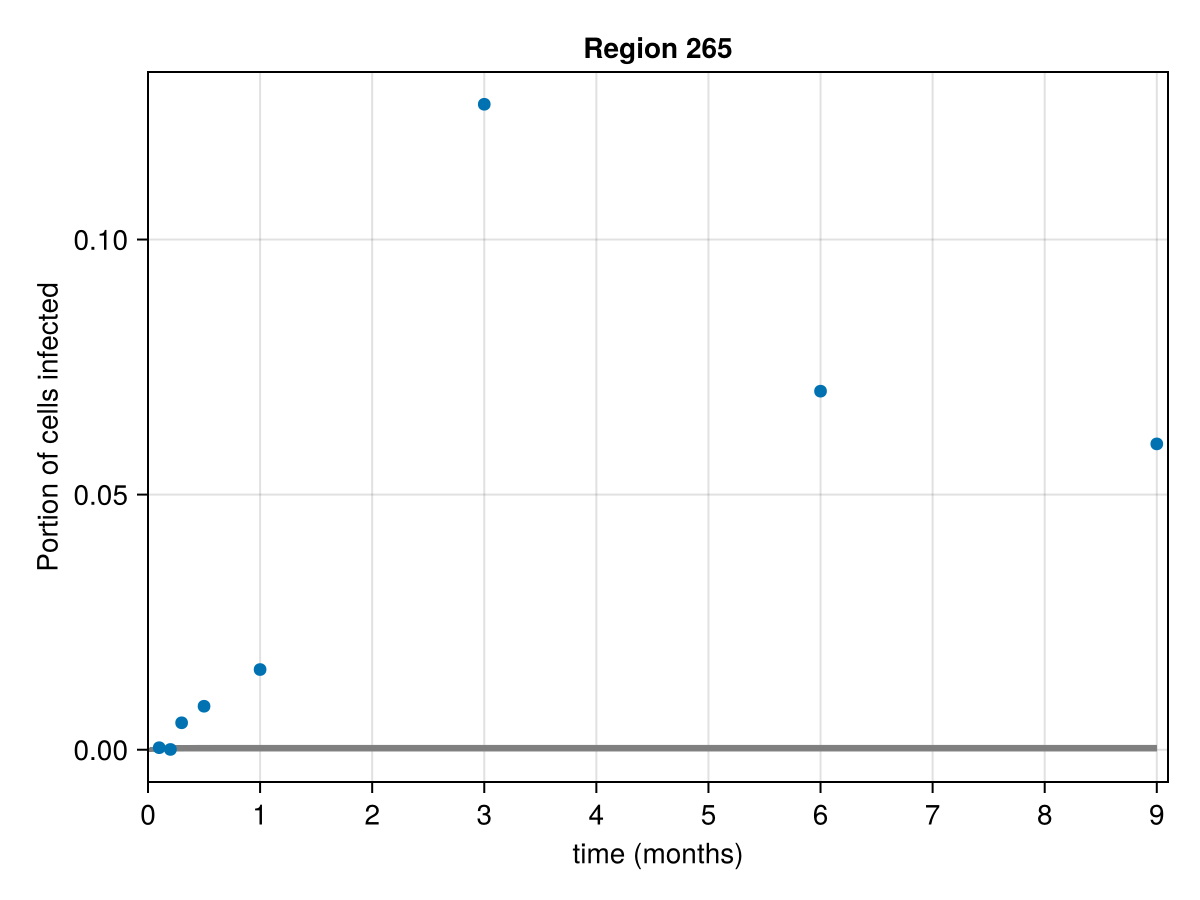 Region 265
Portion of cells infected
0.10
0.05
0.00
0 1 2 3 4 5 6 7 8 9
time (months)